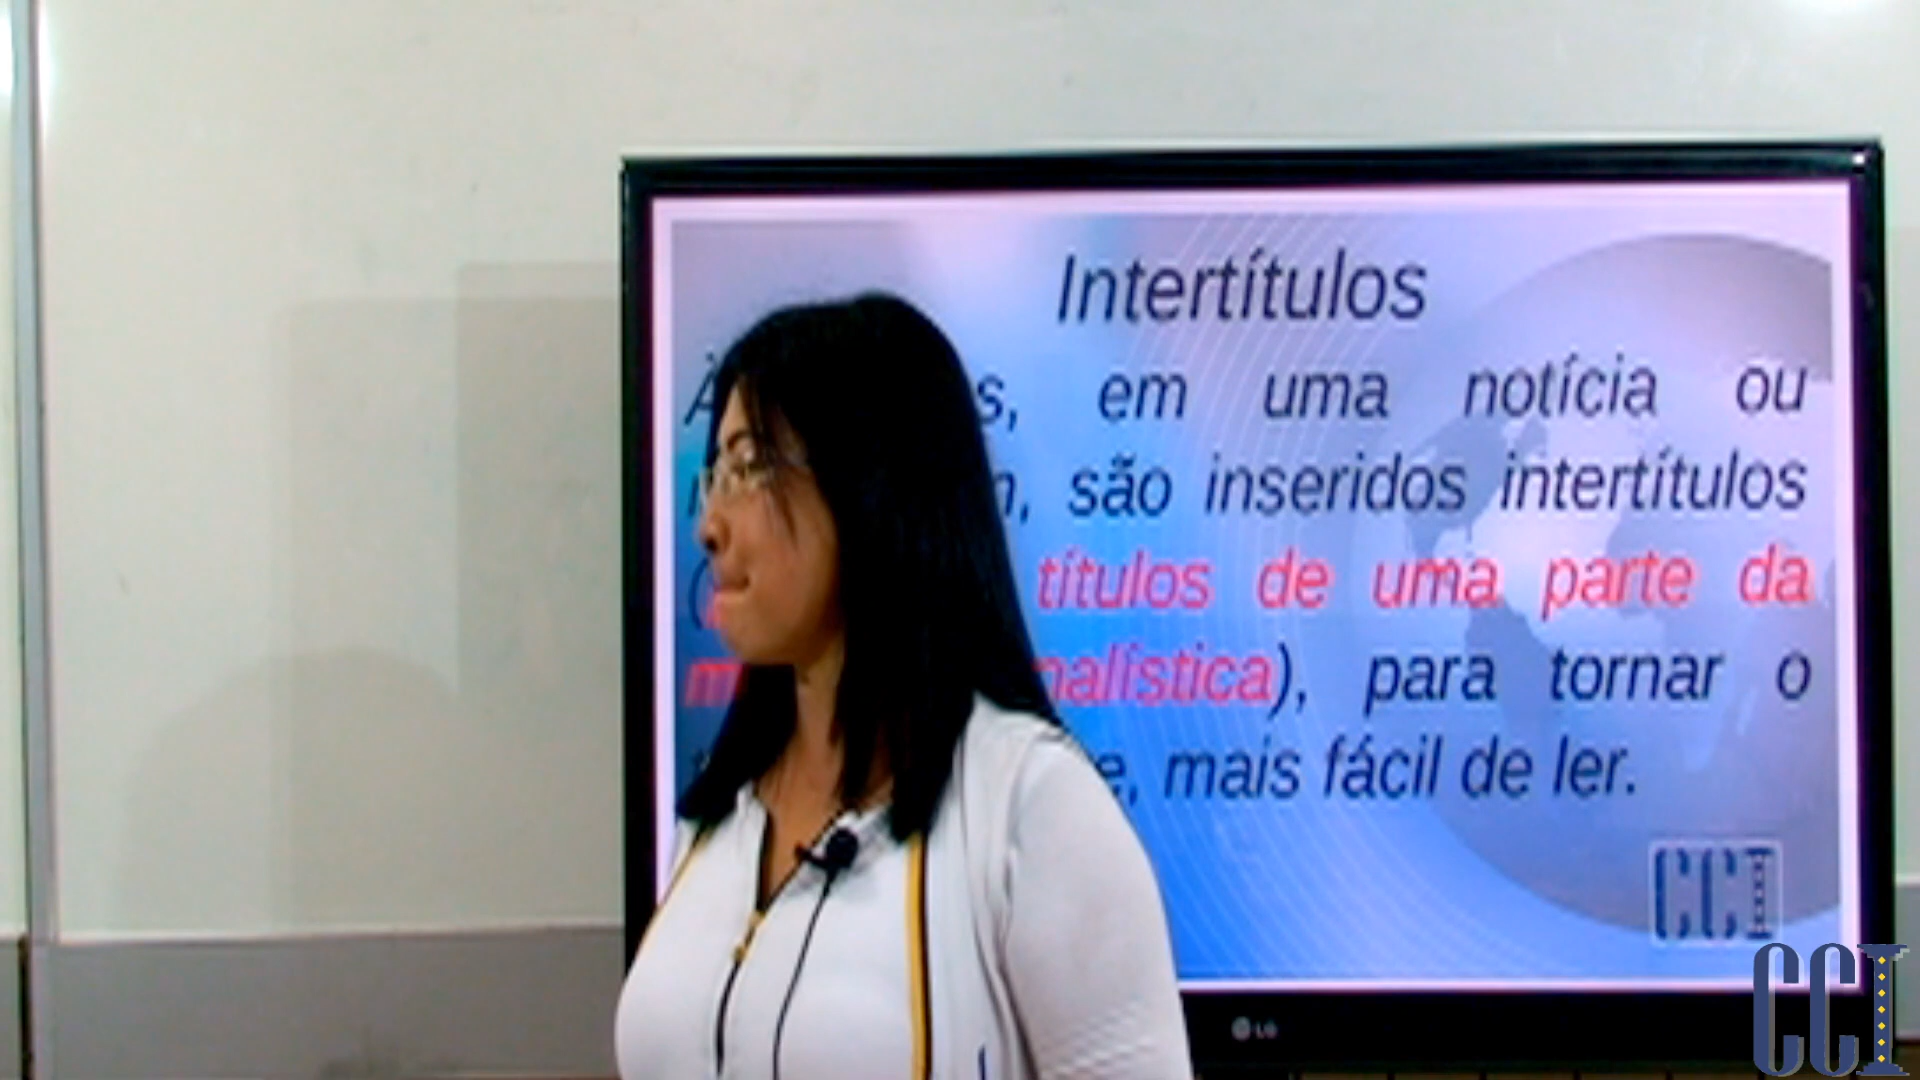 Intertítulos
em uma notícia ou
são inseridos intertítulos
títulos de uma parte da
), para tornar o
mais fácil de ler.
CCI
LG
CCI